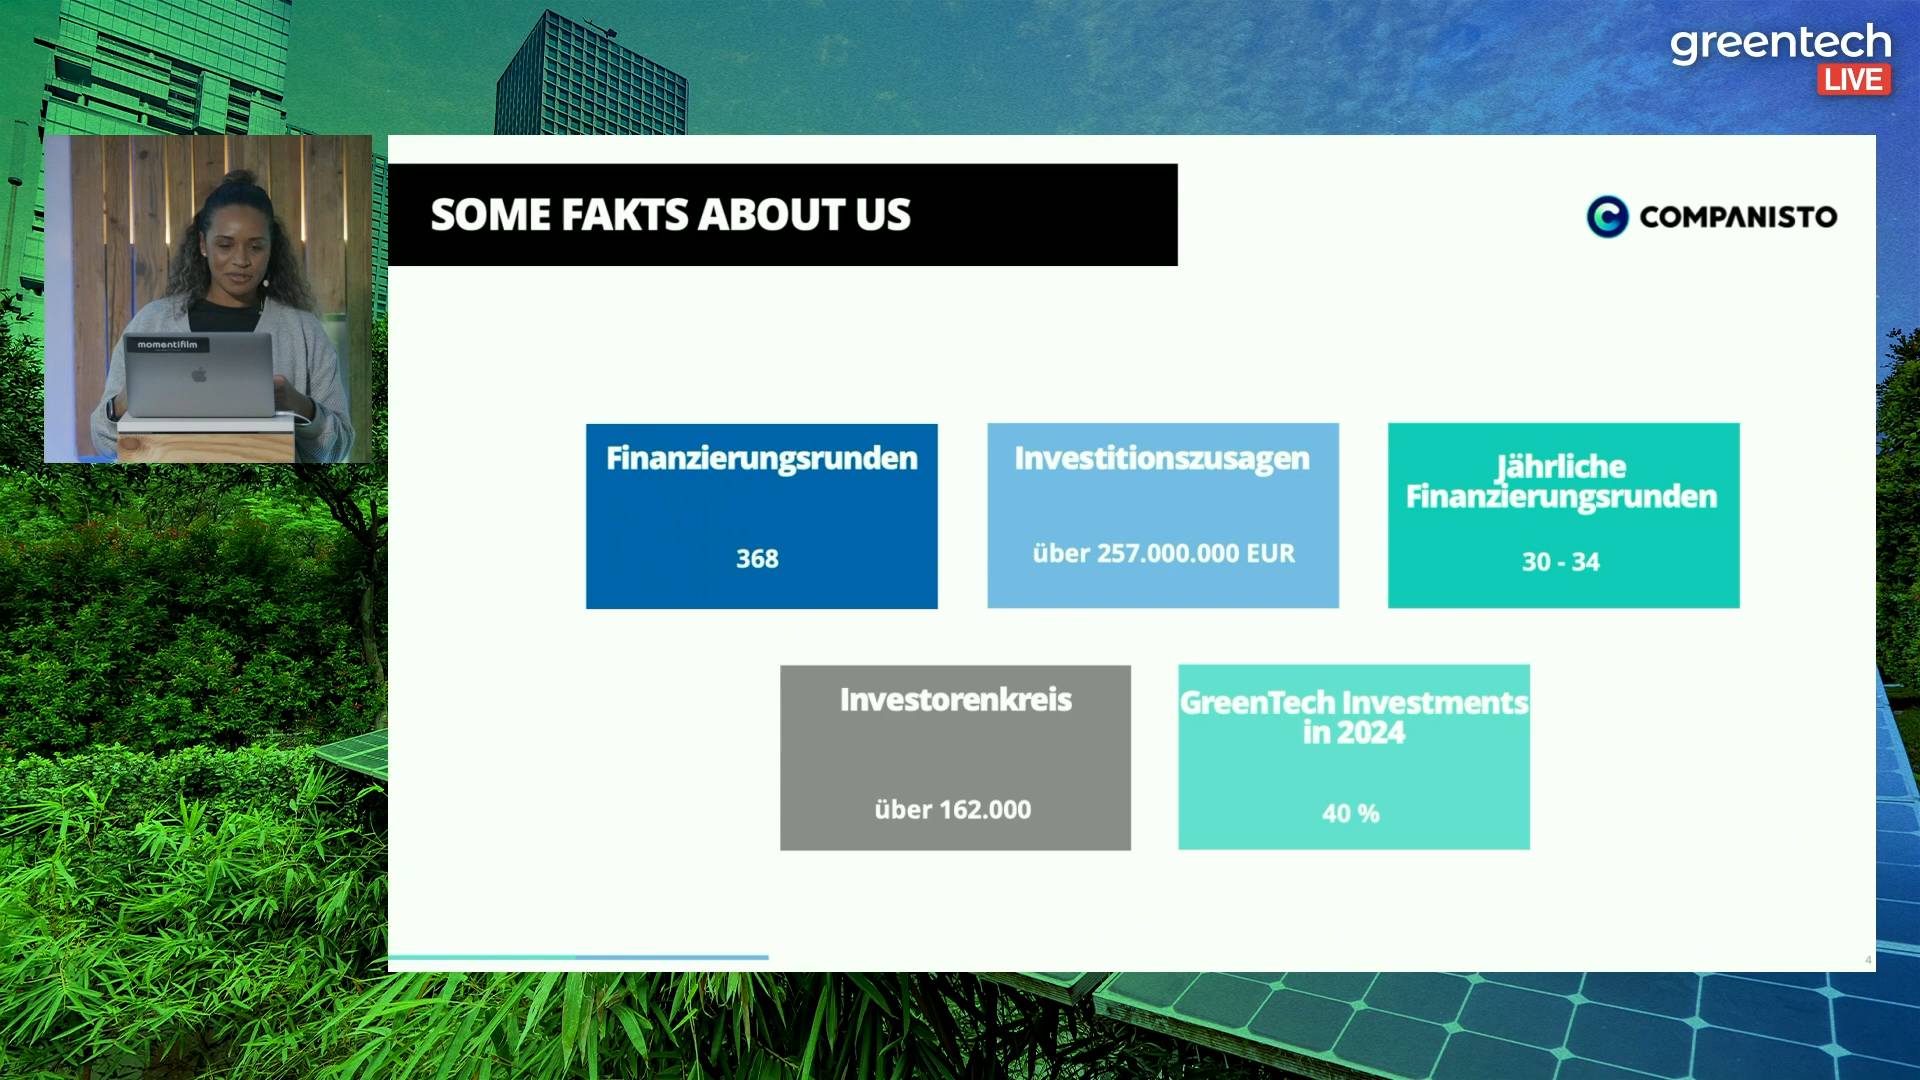 greentech
LIVE
SOME FAKTS ABOUT US
COMPANISTO
momentifilm
Finanzierungsrunden
368
Investitionszusagen
über 257.000.000 EUR
Jährliche
Finanzierungsrunden
30 - 34
Investorenkreis
über 162.000
GreenTech Investments
in 2024
40 %
4